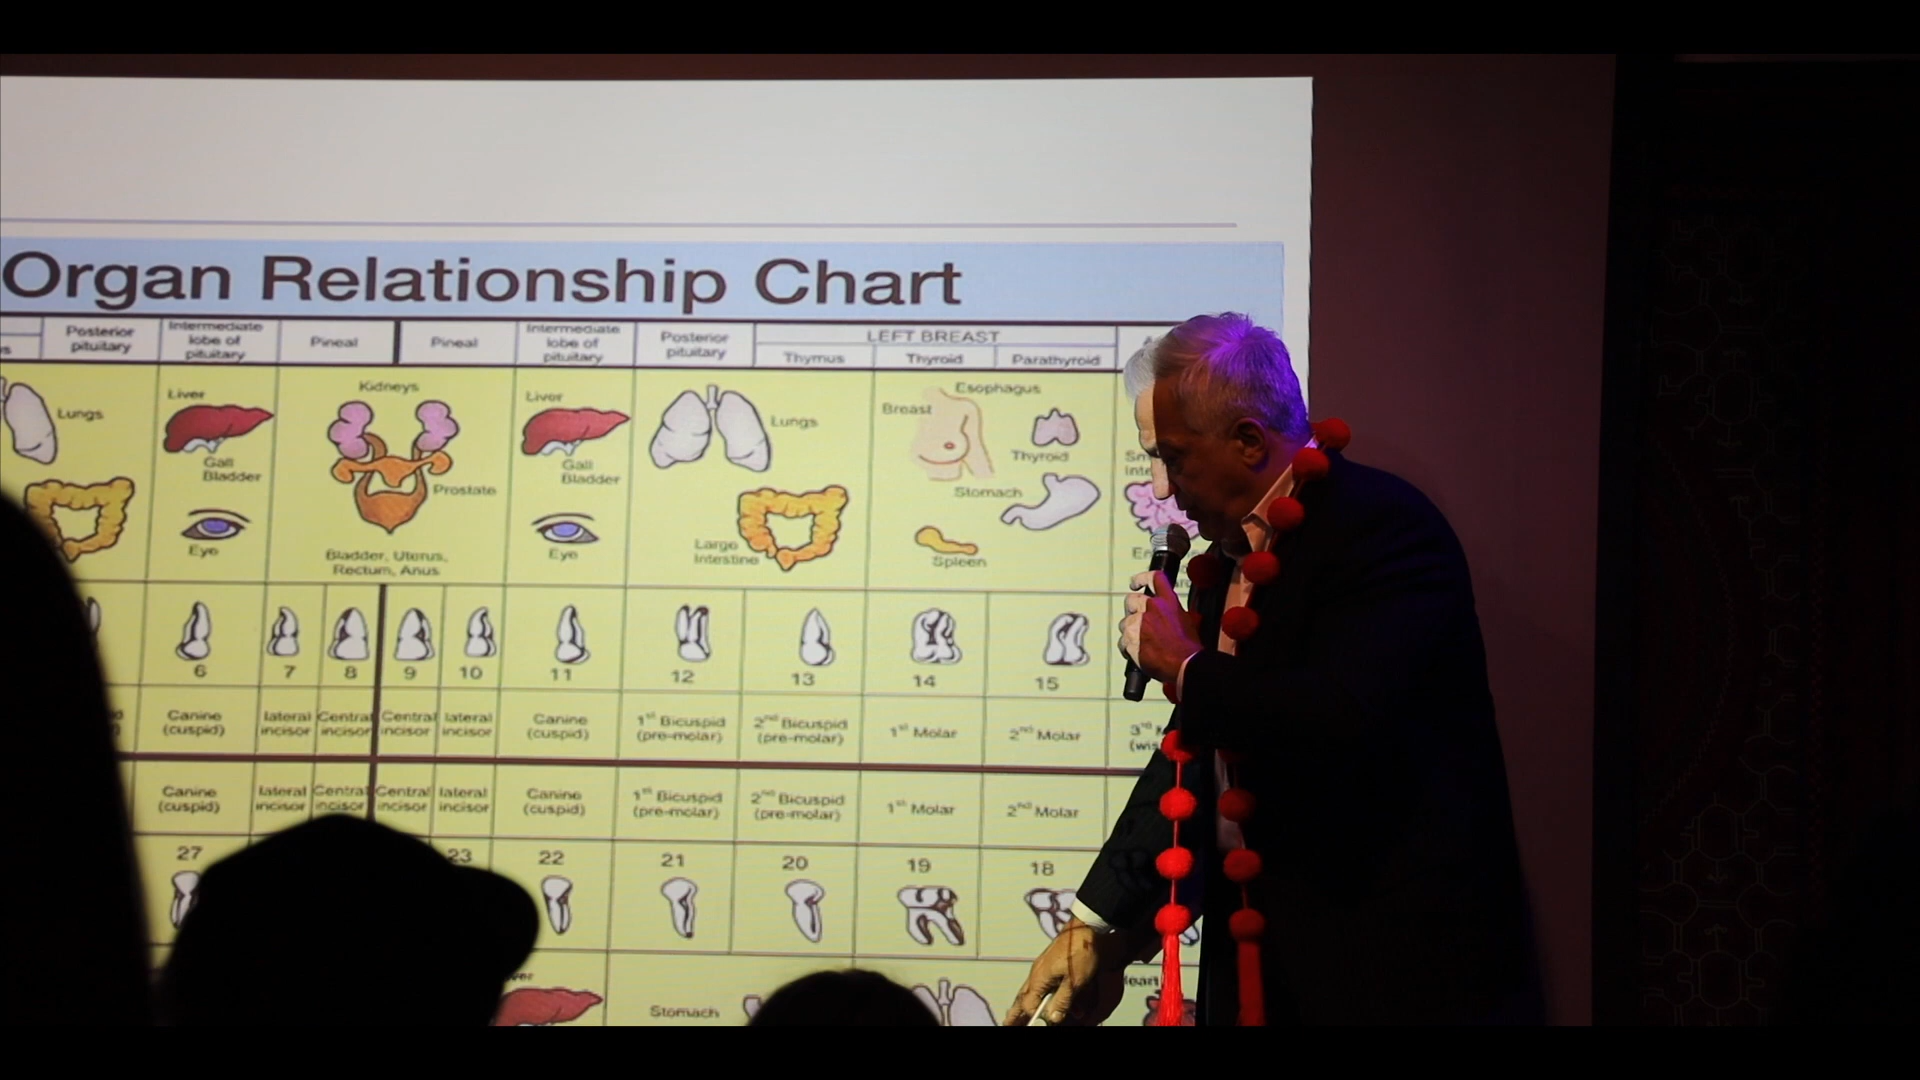 Organ Relationship Chart
Posterior pituitary
Intermediate lobe of pituitary
Pineal
Pineal
Intermediate lobe of pituitary
Posterior pituitary
LEFT BREAST
Thymus
Thyroid
Parathyroid
Lungs
Liver
Gall Bladder
Eye
Kidneys
Prostate
Bladder, Uterus,
Rectum, Anus
Liver
Gall Bladder
Eye
Lungs
Large Intestine
Esophagus
Breast
Thyroid
Stomach
Spleen
6
7
8
9
10
11
12
13
14
15
Canine (cuspid)
lateral incisor
Central incisor
Central incisor
lateral incisor
Canine (cuspid)
1st Bicuspid (pre-molar)
2nd Bicuspid (pre-molar)
1st Molar
2nd Molar
3rd
Canine (cuspid)
lateral incisor
Central incisor
Central incisor
lateral incisor
Canine (cuspid)
1st Bicuspid (pre-molar)
2nd Bicuspid (pre-molar)
1st Molar
2nd Molar
27
23
22
21
20
19
18
Stomach